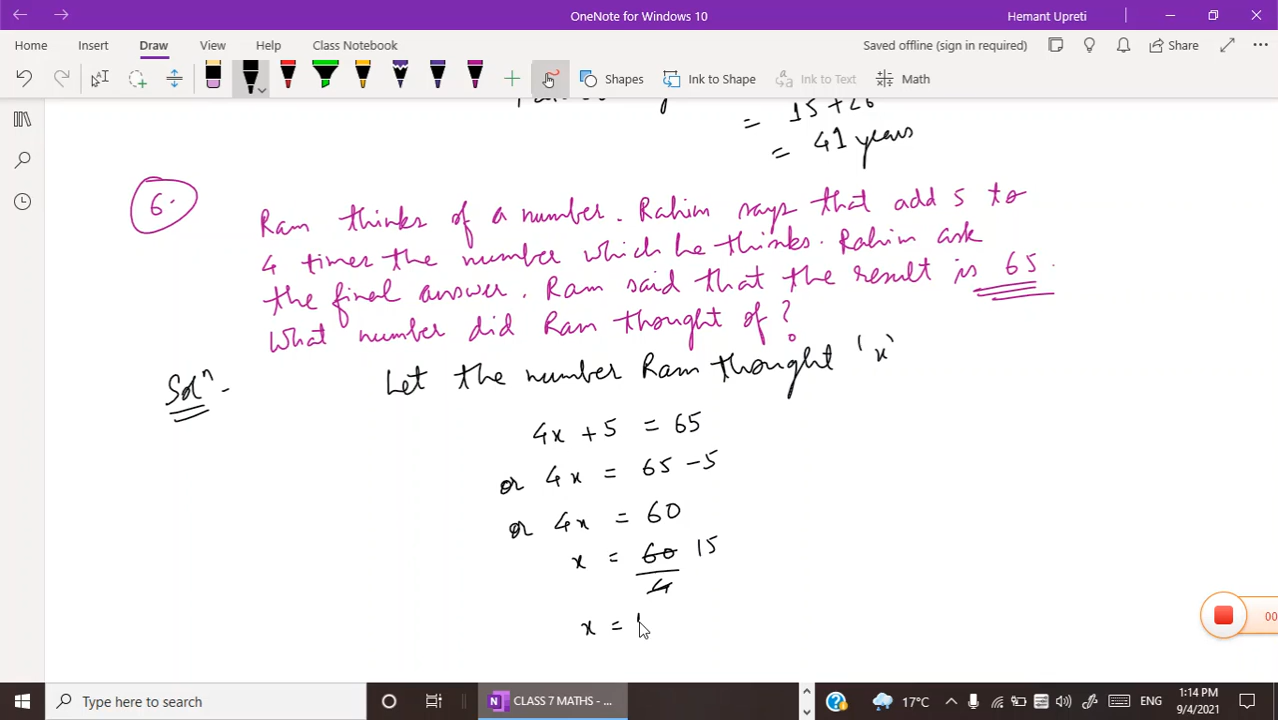 OneNote for Windows 10
Hemant Upreti
Home Insert Draw View Help Class Notebook
Saved offline (sign in required)
Share
Shapes
Ink to Shape
Ink to Text
Math
= 15 + 26
= 41 years
6.
Ram thinks of a number. Rahim says that add 5 to
4 times the number which he thinks. Rahim ask
the final answer. Ram said that the result is 65.
What number did Ram thought of?
Solⁿ -
Let the number Ram thought 'x'
4x + 5 = 65
or 4x = 65 - 5
or 4x = 60
x = 60/4 15
x =
00
Type here to search
CLASS 7 MATHS - ...
17°C
ENG
1:14 PM
9/4/2021